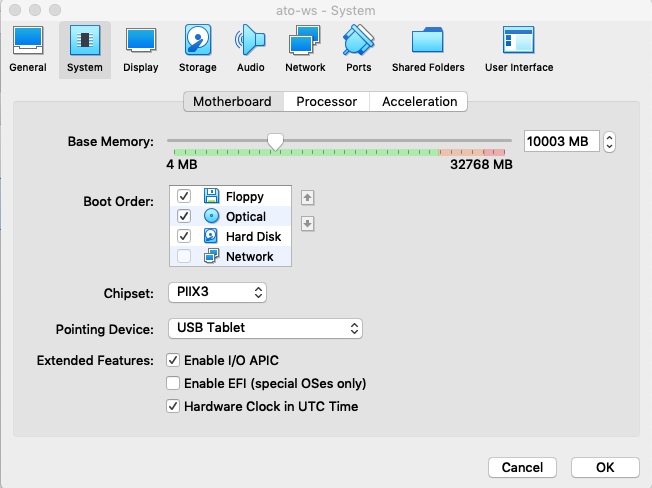 ato-ws - System
General System Display Storage Audio Network Ports Shared Folders User Interface
Motherboard Processor Acceleration
Base Memory: 10003 MB
4 MB 32768 MB
Boot Order: Floppy
Optical
Hard Disk
Network
Chipset: PIIX3
Pointing Device: USB Tablet
Extended Features: Enable I/O APIC
Enable EFI (special OSes only)
Hardware Clock in UTC Time
Cancel OK